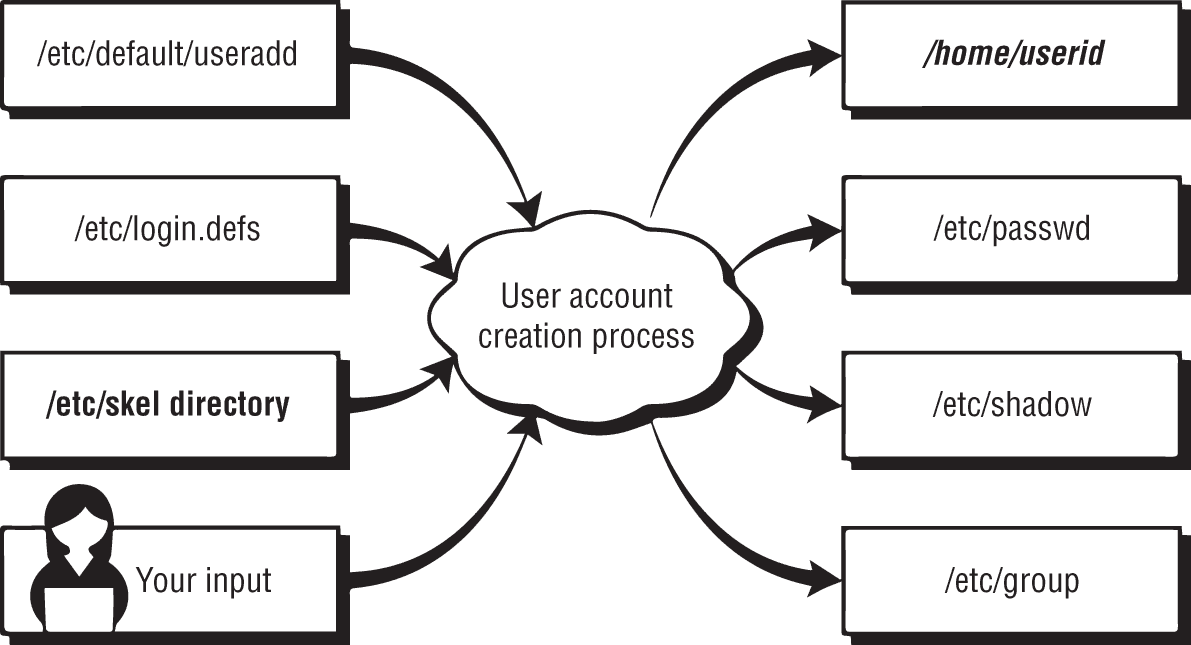 /etc/default/useradd
/home/userid
/etc/login.defs
/etc/passwd
User account
creation process
/etc/skel directory
/etc/shadow
Your input
/etc/group